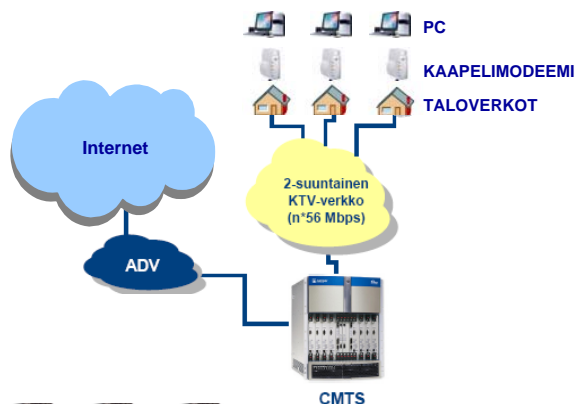 PC
KAAPELIMODEEMI
TALOVERKOT
Internet
2-suuntainen
KTV-verkko
(n*56 Mbps)
ADV
CMTS